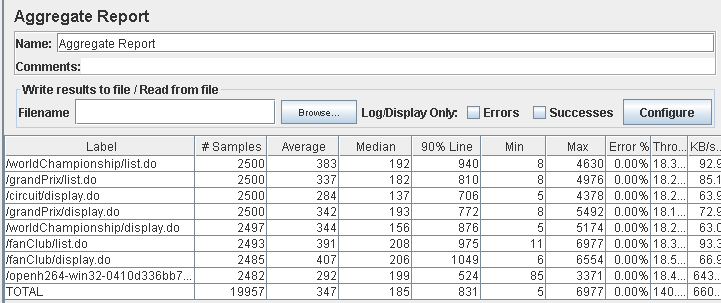 Aggregate Report
Name: Aggregate Report
Comments:
Write results to file / Read from file
Filename Browse... Log/Display Only: Errors Successes Configure
Label # Samples Average Median 90% Line Min Max Error % Thro... KB/s...
/worldChampionship/list.do 2500 383 192 940 8 4630 0.00% 18.3... 92.9
/grandPrix/list.do 2500 337 182 810 8 4976 0.00% 18.2... 85.1
/circuit/display.do 2500 284 137 706 5 4378 0.00% 18.2... 63.9
/grandPrix/display.do 2500 342 193 772 8 5492 0.00% 18.1... 72.9
/worldChampionship/display.do 2497 344 156 876 5 5174 0.00% 18.2... 63.0
/fanClub/list.do 2493 391 208 975 11 6977 0.00% 18.3... 93.3
/fanClub/display.do 2485 407 206 1049 6 6554 0.00% 18.5... 66.9
/openh264-win32-0410d336bb7... 2482 292 199 524 85 3371 0.00% 18.4... 643...
TOTAL 19957 347 185 831 5 6977 0.00% 140.... 660...